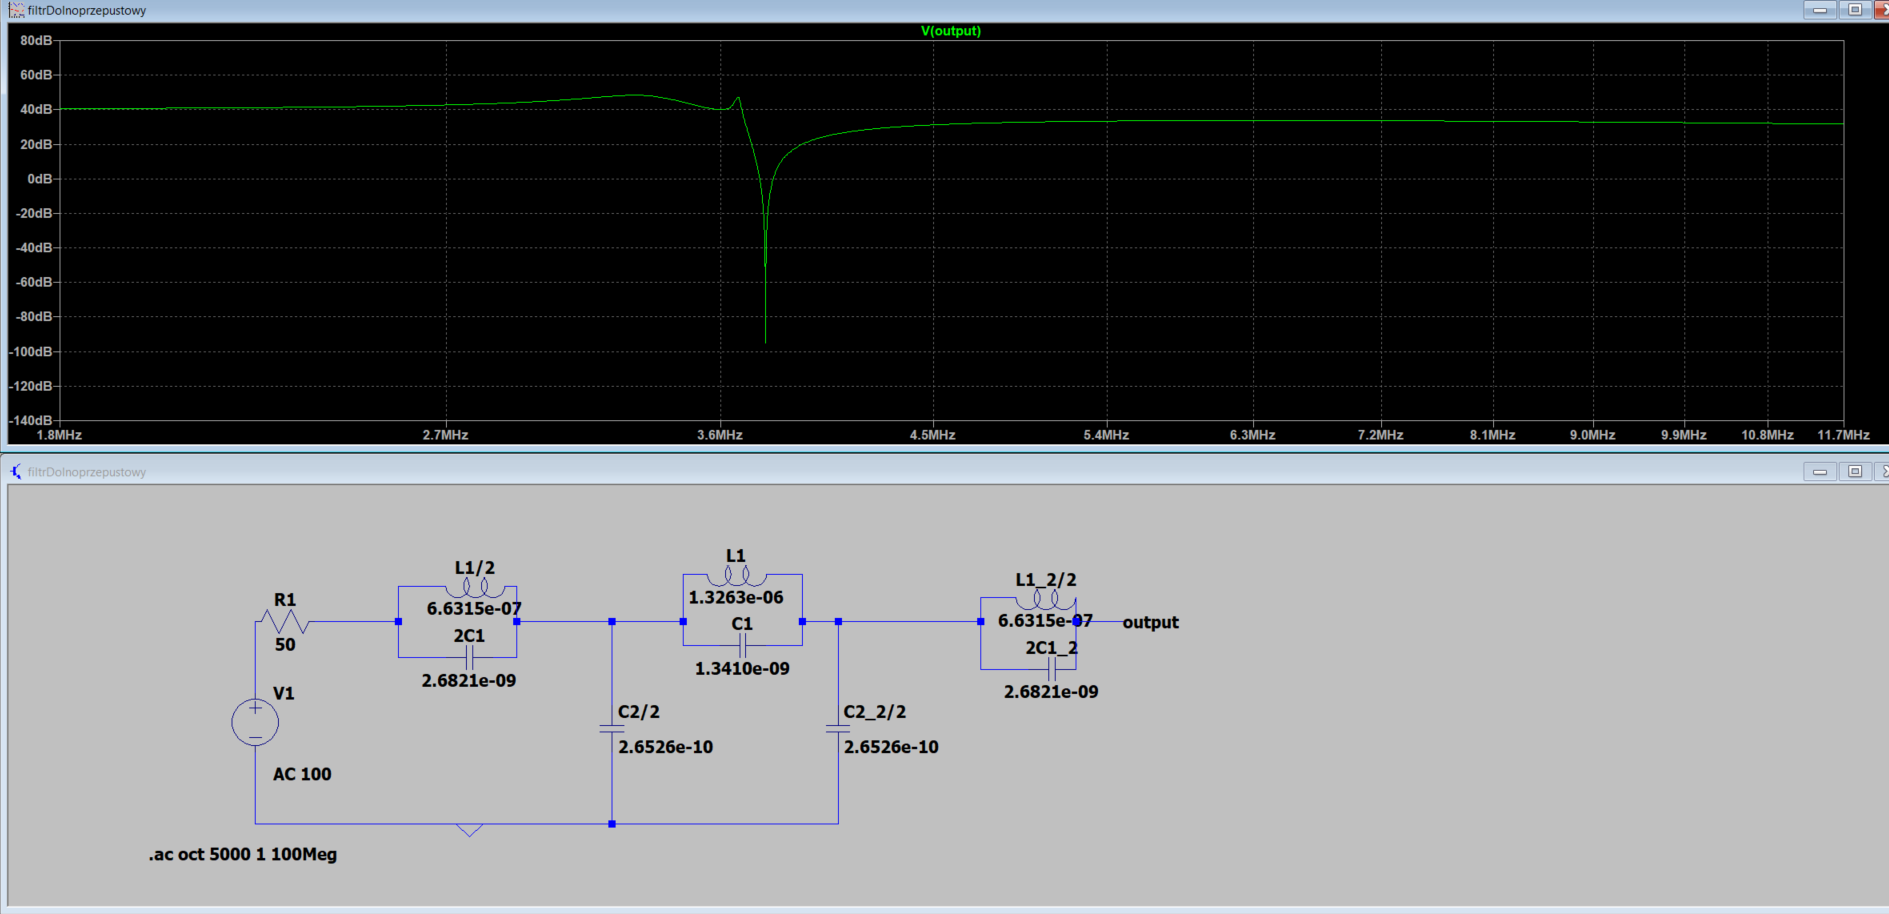 filtrDolnoprzepustowy
V(output)
80dB
60dB
40dB
20dB
0dB
-20dB
-40dB
-60dB
-80dB
-100dB
-120dB
-140dB
1.8MHz 2.7MHz 3.6MHz 4.5MHz 5.4MHz 6.3MHz 7.2MHz 8.1MHz 9.0MHz 9.9MHz 10.8MHz 11.7MHz
filtrDolnoprzepustowy
R1
50
V1
AC 100
L1/2
6.6315e-07
2C1
2.6821e-09
C2/2
2.6526e-10
L1
1.3263e-06
C1
1.3410e-09
C2_2/2
2.6526e-10
L1_2/2
6.6315e-07
2C1_2
2.6821e-09
output
.ac oct 5000 1 100Meg